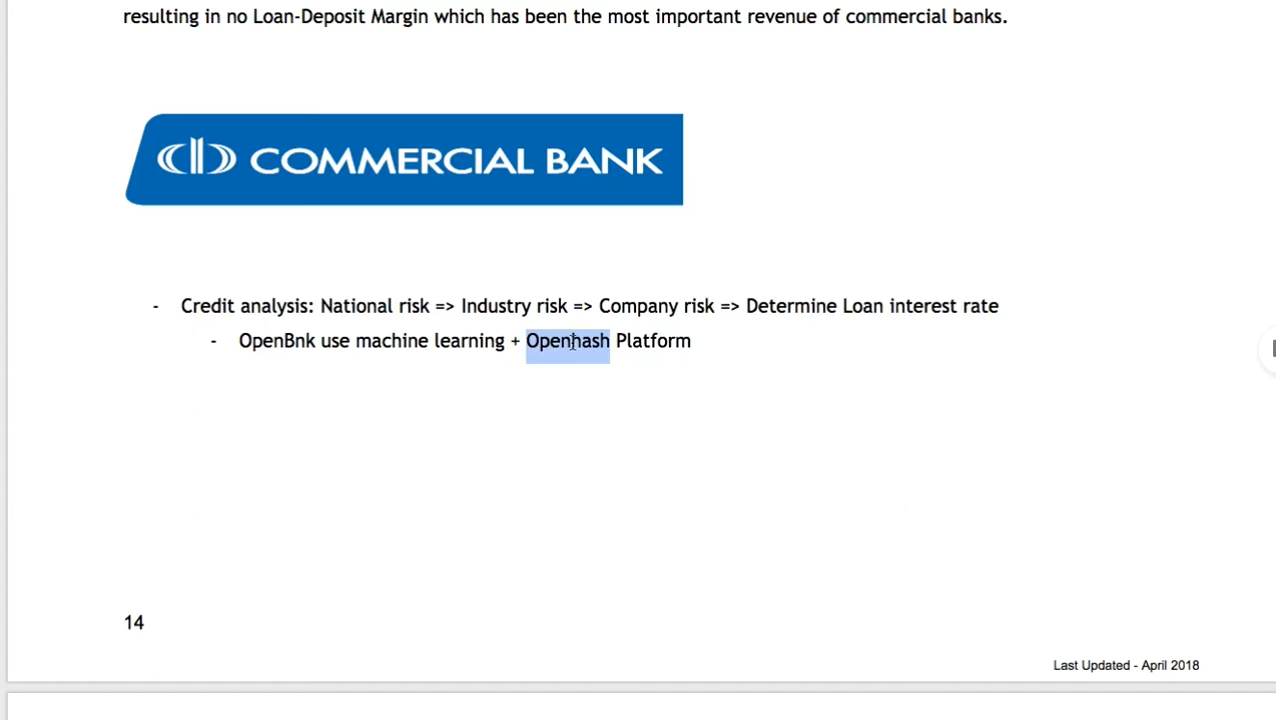 resulting in no Loan-Deposit Margin which has been the most important revenue of commercial banks.
COMMERCIAL BANK
- Credit analysis: National risk => Industry risk => Company risk => Determine Loan interest rate
- OpenBnk use machine learning + Openhash Platform
14
Last Updated - April 2018